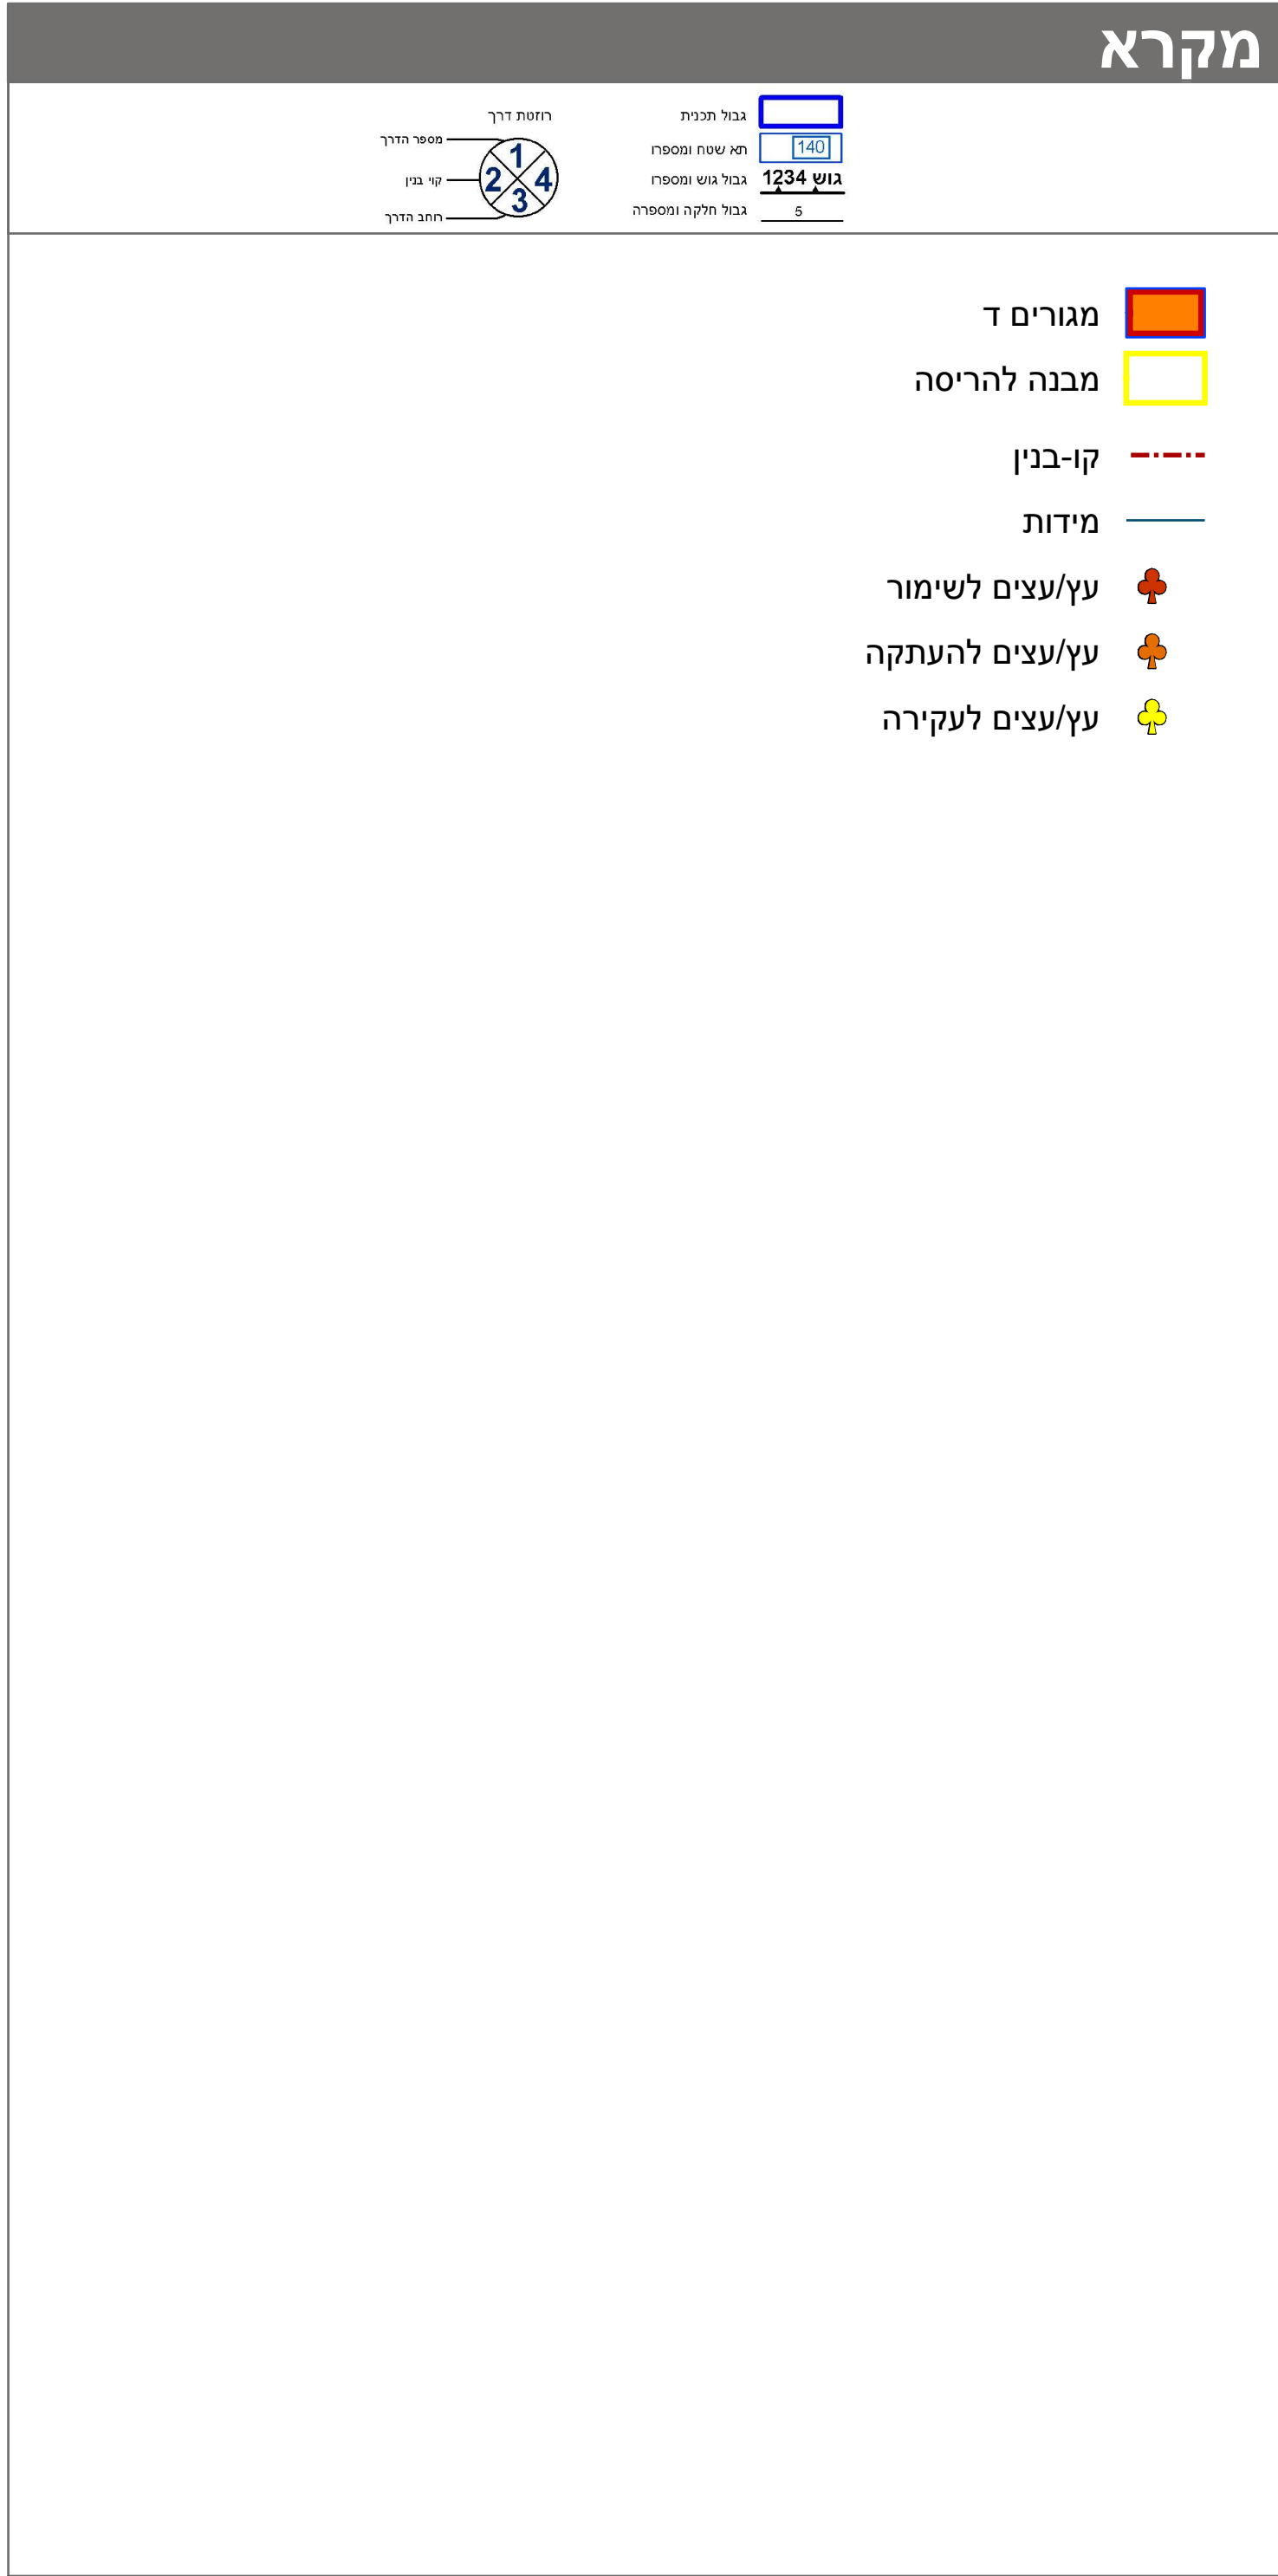 מקרא
גבול תכנית
תא שטח ומספרו 140
גבול גוש ומספרו גוש 1234
גבול חלקה ומספרה 5
רוזטת דרך
מספר הדרך
קוי בנין
רוחב הדרך
1
2 4
3
מגורים ד
מבנה להריסה
קו-בנין
מידות
עץ/עצים לשימור
עץ/עצים להעתקה
עץ/עצים לעקירה